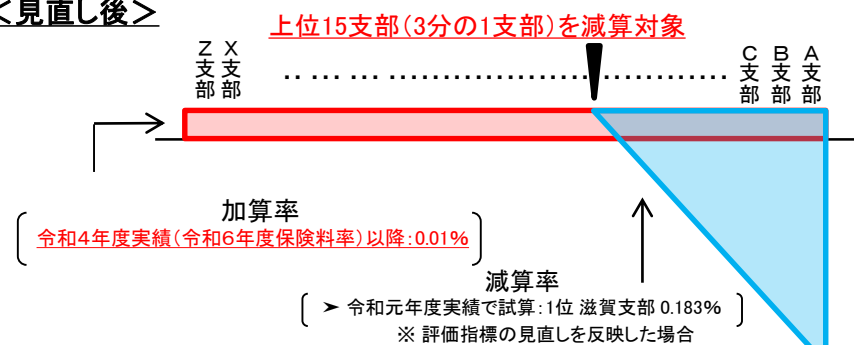 ＜見直し後＞
上位15支部（3分の1支部）を減算対象
Z支部
X支部
‥ … … ……………………………………………
C支部
B支部
A支部
加算率
令和4年度実績（令和6年度保険料率）以降：0.01%
減算率
➤ 令和元年度実績で試算：1位 滋賀支部 0.183%
※ 評価指標の見直しを反映した場合